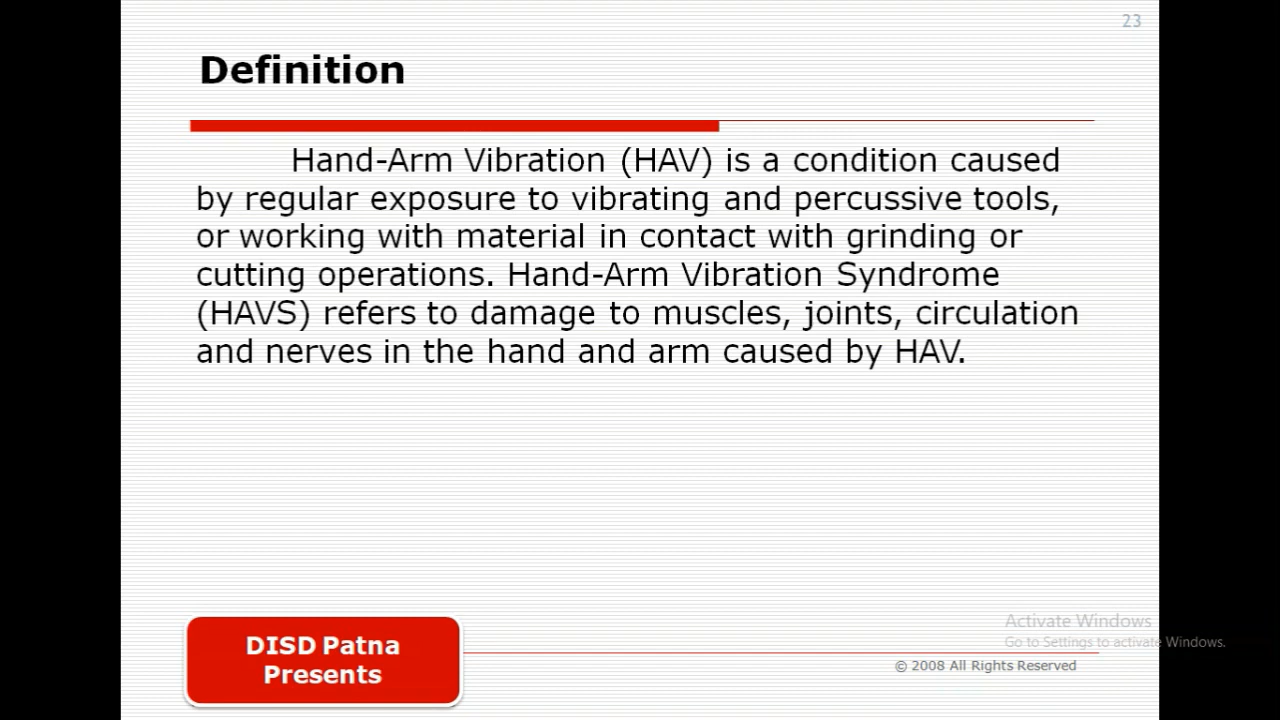 23
Definition
Hand-Arm Vibration (HAV) is a condition caused
by regular exposure to vibrating and percussive tools,
or working with material in contact with grinding or
cutting operations. Hand-Arm Vibration Syndrome
(HAVS) refers to damage to muscles, joints, circulation
and nerves in the hand and arm caused by HAV.
Activate Windows
Go to Settings to activate Windows.
DISD Patna
Presents
© 2008 All Rights Reserved